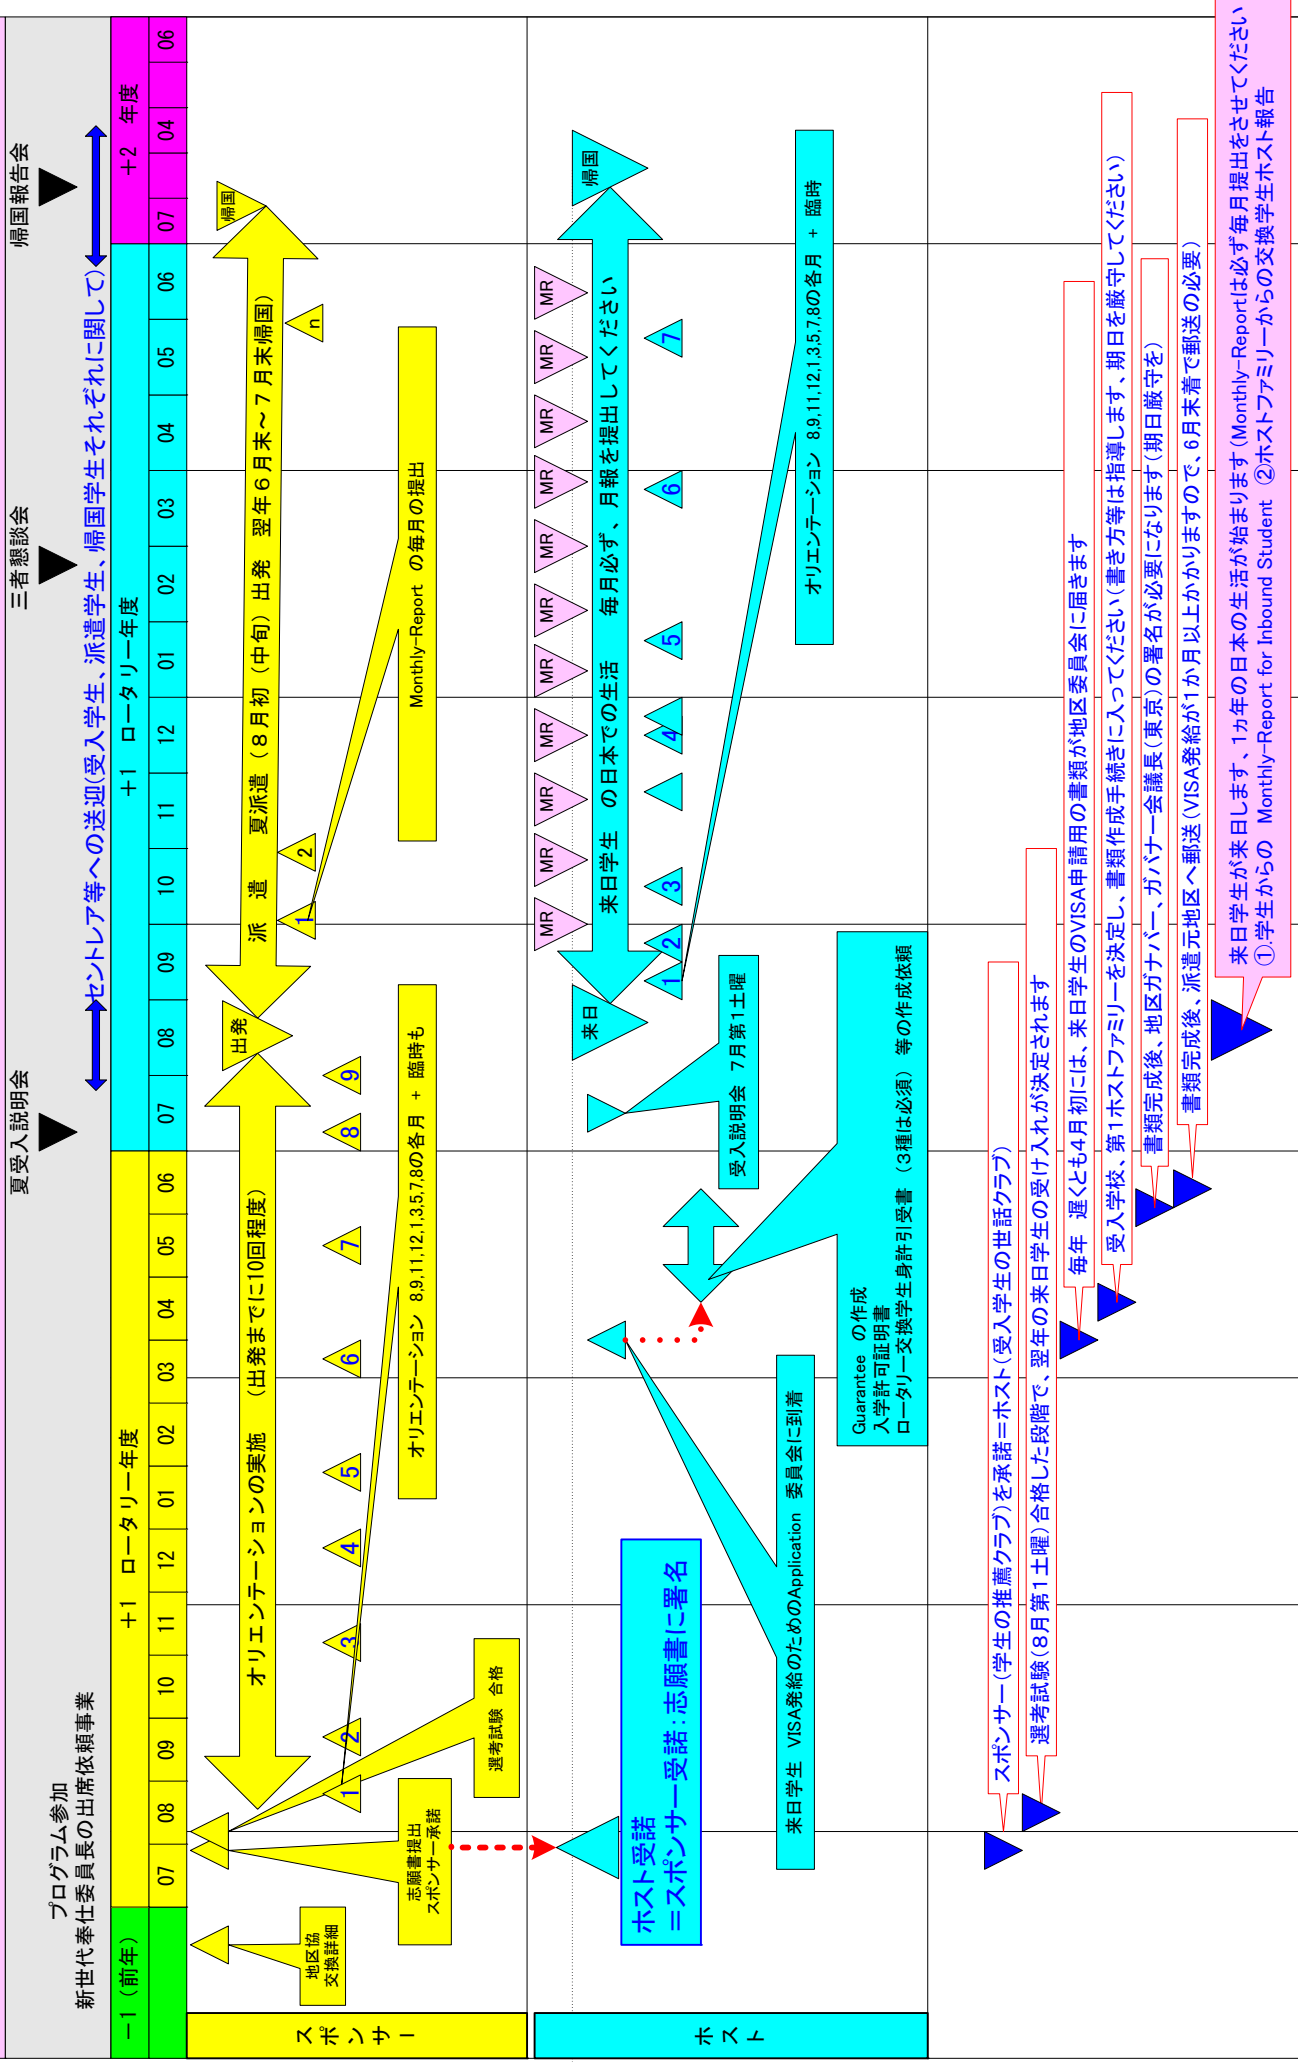 プログラム参加
新世代奉仕委員長の出席依頼事業
夏受入説明会
三者懇談会
帰国報告会
セントレア等への送迎(受入学生、派遣学生、帰国学生それぞれに関して)
－1 (前年)
＋1 ロータリー年度
＋1 ロータリー年度
＋2 年度
07
08
09
10
11
12
01
02
03
04
05
06
07
08
09
10
11
12
01
02
03
04
05
06
07
04
06
スポンサー
オリエンテーションの実施 (出発までに10回程度)
出発
派 遣 夏派遣(8月初(中旬)出発 翌年6月末～7月末帰国)
帰国
1
2
3
4
5
6
7
8
9
1
2
n
地区協
交換詳細
志願書提出
スポンサー承諾
選考試験 合格
オリエンテーション 8,9,11,12,1,3,5,7,8の各月 + 臨時も
Monthly-Report の毎月の提出
ホスト
MR
MR
MR
MR
MR
MR
MR
MR
MR
MR
MR
来日
来日学生 の日本での生活 毎月必ず、月報を提出してください
帰国
1
2
3
4
5
6
7
ホスト受諾
＝スポンサー受諾：志願書に署名
来日学生 VISA発給のためのApplication 委員会に到着
Guarantee の作成
入学許可証明書
ロータリー交換学生身許引受書 (3種は必須) 等の作成依頼
受入説明会 7月第1土曜
オリエンテーション 8,9,11,12,1,3,5,7,8の各月 + 臨時
スポンサー(学生の推薦クラブ)を承諾＝ホスト(受入学生の世話クラブ)
選考試験(8月第1土曜)合格した段階で、翌年の来日学生の受け入れが決定されます
毎年 遅くとも4月初には、来日学生のVISA申請用の書類が地区委員会に届きます
受入学校、第1ホストファミリーを決定し、書類作成手続きに入ってください(書き方等は指導します、期日を厳守してください)
書類完成後、地区ガナバー、ガバナー会議長(東京)の署名が必要になります(期日厳守を)
書類完成後、派遣元地区へ郵送(VISA発給が1か月以上かかりますので、6月末着で郵送の必要)
来日学生が来日します、1ヵ年の日本の生活が始まります(Monthly-Reportは必ず毎月提出をさせてください
①.学生からの Monthly-Report for Inbound Student ②ホストファミリーからの交換学生ホスト報告